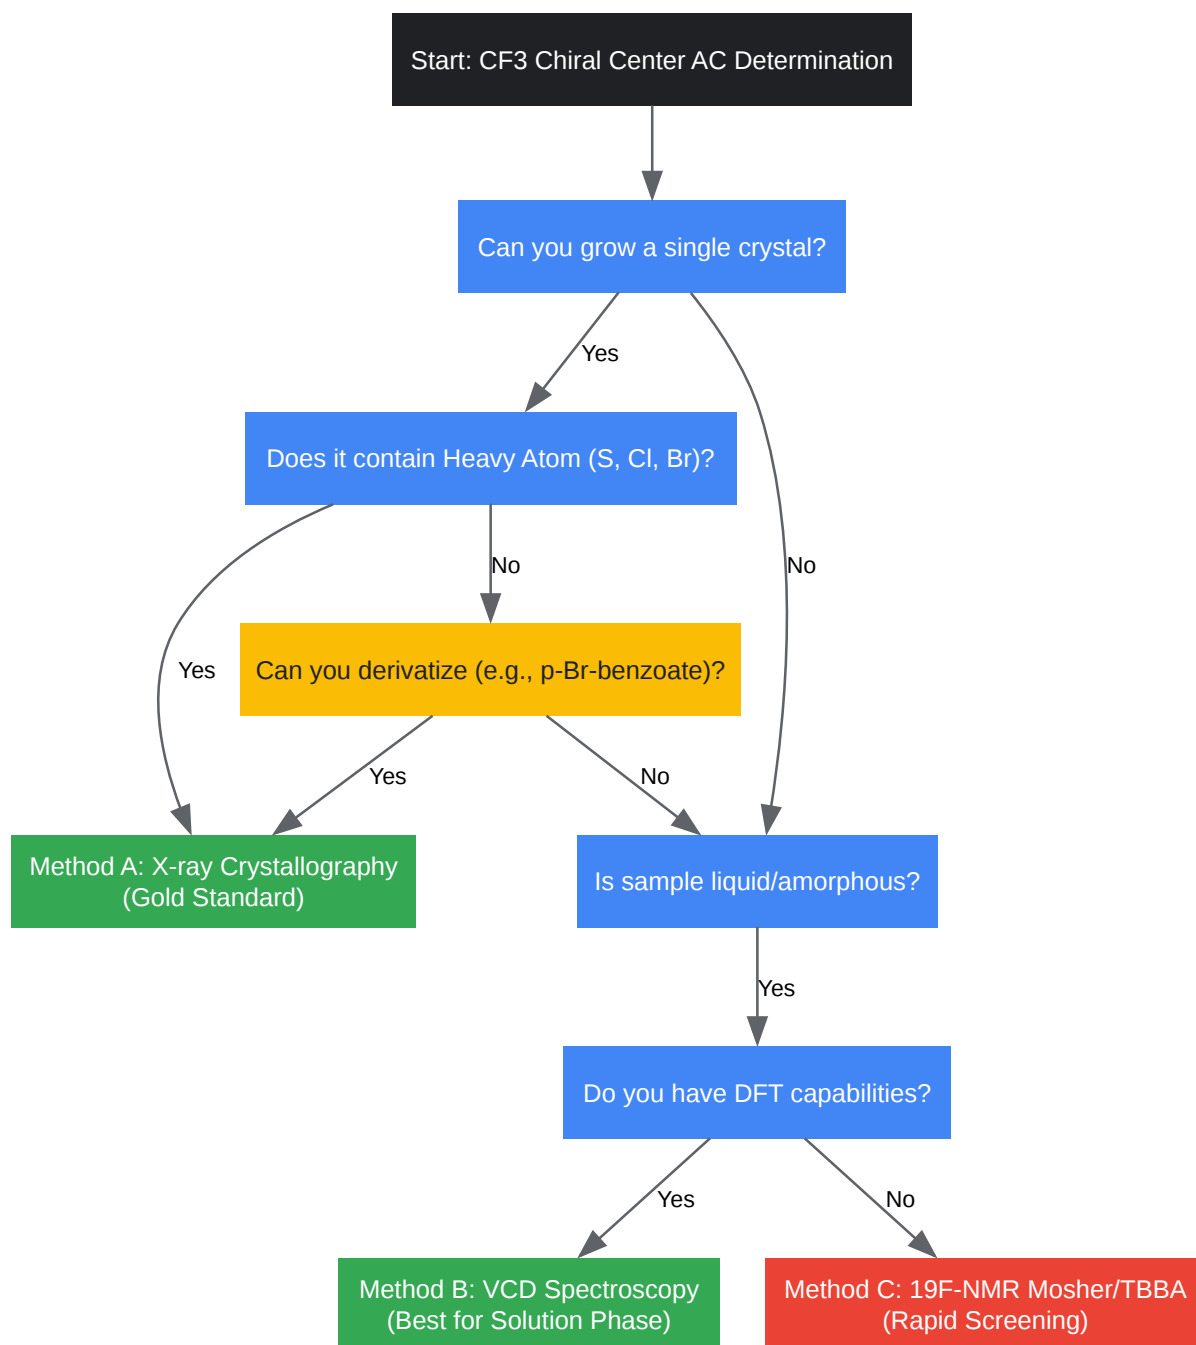 Start: CF3 Chiral Center AC Determination
Can you grow a single crystal?
Yes
Does it contain Heavy Atom (S, Cl, Br)?
No
No
Yes
Can you derivatize (e.g., p-Br-benzoate)?
Yes
No
Method A: X-ray Crystallography
(Gold Standard)
Is sample liquid/amorphous?
Yes
Do you have DFT capabilities?
Yes
No
Method B: VCD Spectroscopy
(Best for Solution Phase)
Method C: 19F-NMR Mosher/TBBA
(Rapid Screening)